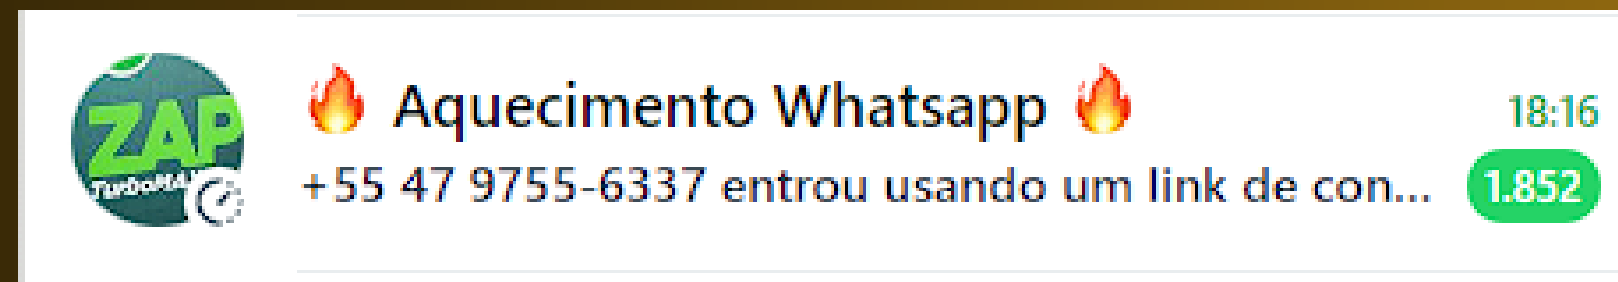 ZAP
🔥 Aquecimento Whatsapp 🔥
18:16
+55 47 9755-6337 entrou usando um link de con...
1.852